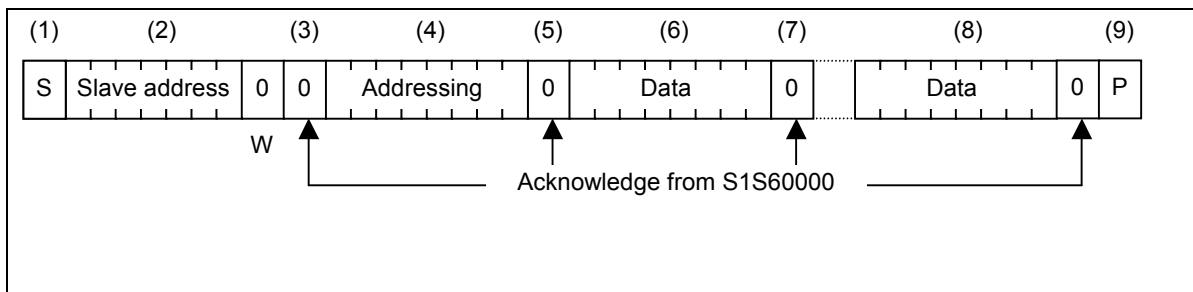 (1) (2) (3) (4) (5) (6) (7) (8) (9)
S Slave address 0 0 Addressing 0 Data 0 Data 0 P
W
Acknowledge from S1S60000